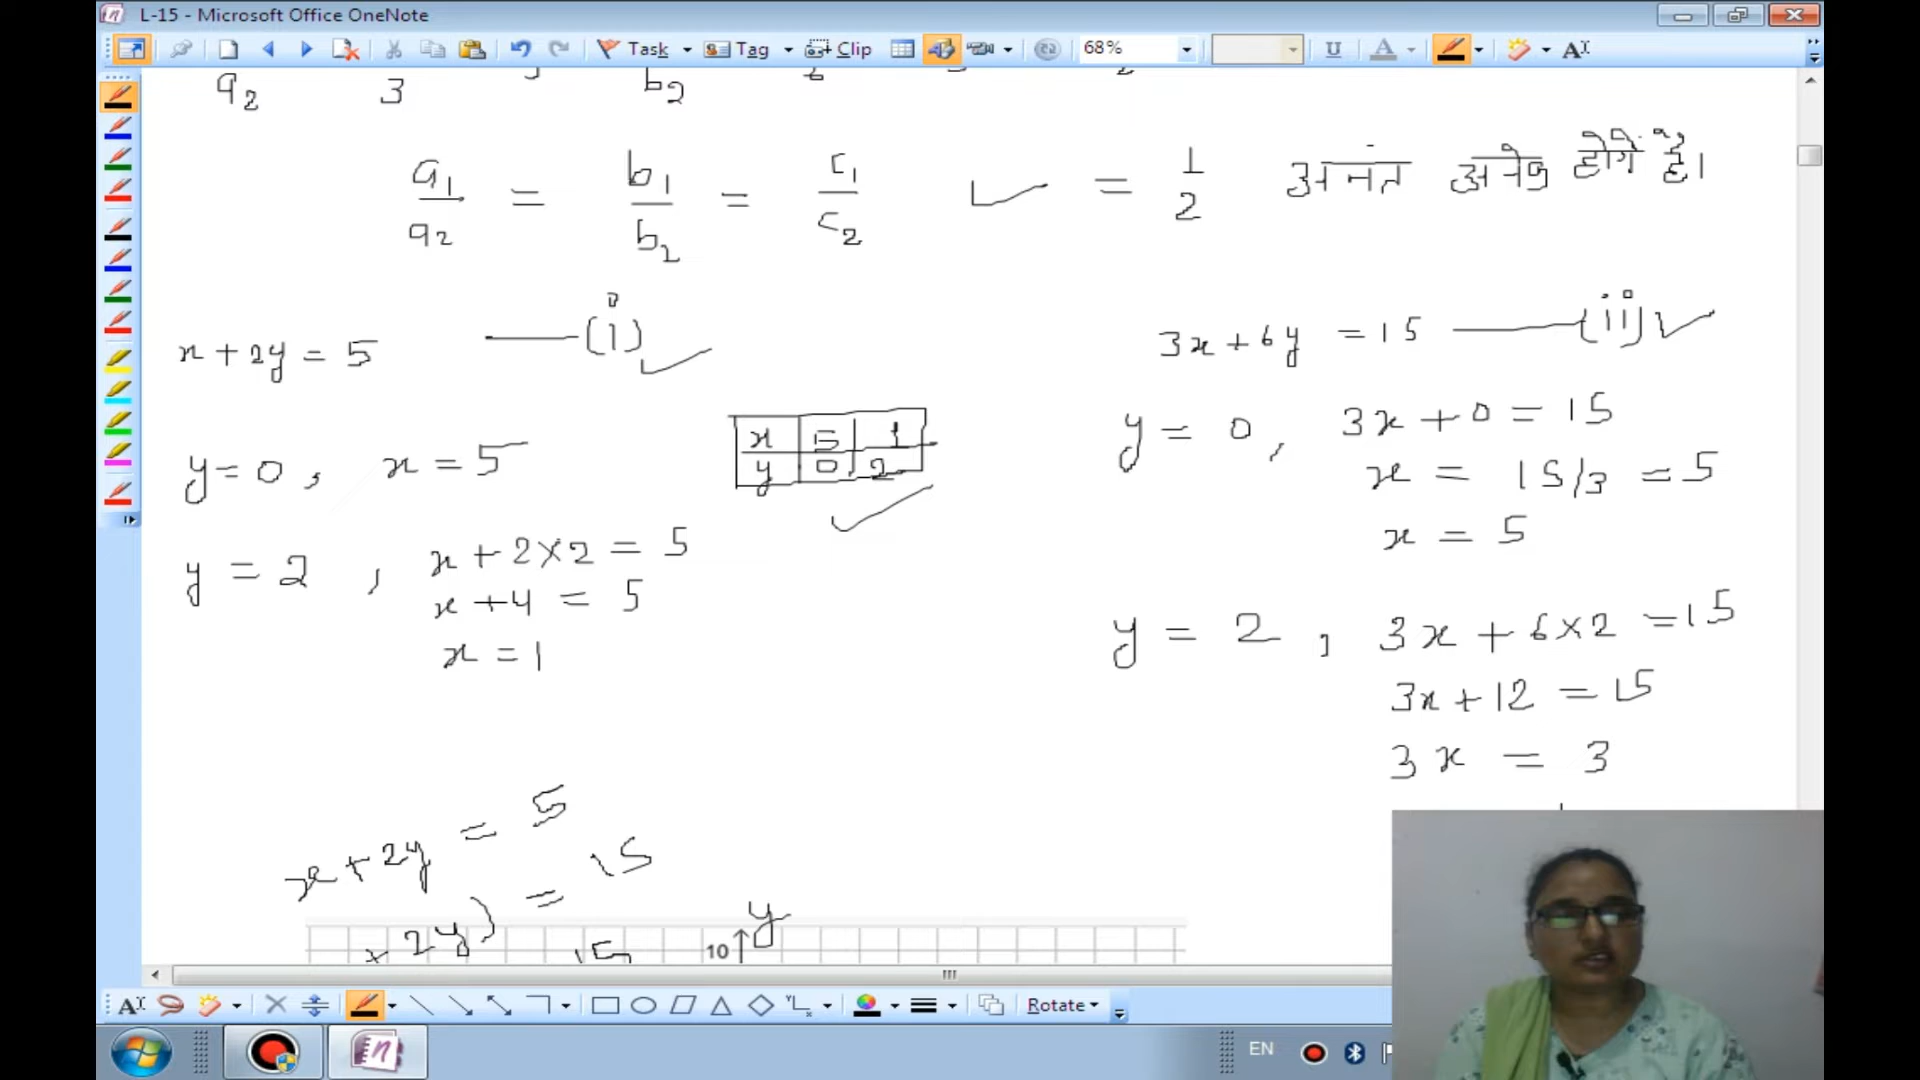 L-15 - Microsoft Office OneNote
Task Tag Clip 68% U A
a2 3 b2
a1/a2 = b1/b2 = c1/c2 ✓ = 1/2 अनंत अनेक होंगे है।
x + 2y = 5 —— (i) ✓
3x + 6y = 15 —— (ii) ✓
y = 0, x = 5
x 5 1
y 0 2
✓
y = 2, x + 2×2 = 5
x + 4 = 5
x = 1
y = 0, 3x + 0 = 15
x = 15/3 = 5
x = 5
y = 2, 3x + 6×2 = 15
3x + 12 = 15
3x = 3
x + 2y = 5
2y) = 15
15
y
10
Rotate
EN